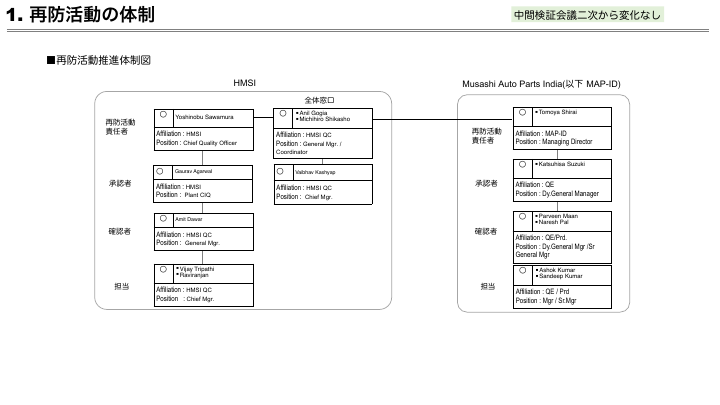 1. 再防活動の体制
中間検証会議二次から変化なし
■再防活動推進体制図
HMSI
Musashi Auto Parts India(以下 MAP-ID)
全体窓口
再防活動
責任者
○ Yoshinobu Sawamura
Affiliation : HMSI
Position : Chief Quality Officer
○ ▪Anil Gogia
▪Michihiro Shikasho
Affiliation : HMSI QC
Position : General Mgr. /
Coordinator
承認者
○ Gaurav Agarwal
Affiliation : HMSI
Position : Plant CIQ
○ Vaibhav Kashyap
Affiliation : HMSI QC
Position : Chief Mgr.
確認者
○ Amit Dawar
Affiliation : HMSI QC
Position : General Mgr.
担当
○ ▪Vijay Tripathi
▪Raviranjan
Affiliation : HMSI QC
Position : Chief Mgr.
再防活動
責任者
○ ▪Tomoya Shirai
Affiliation : MAP-ID
Position : Managing Director
承認者
○ ▪Katsuhisa Suzuki
Affiliation : QE
Position : Dy.General Manager
確認者
○ ▪Parveen Maan
▪Naresh Pal
Affiliation : QE/Prd.
Position : Dy.General Mgr /Sr
General Mgr
担当
○ ▪Ashok Kumar
▪Sandeep Kumar
Affiliation : QE / Prd
Position : Mgr / Sr.Mgr